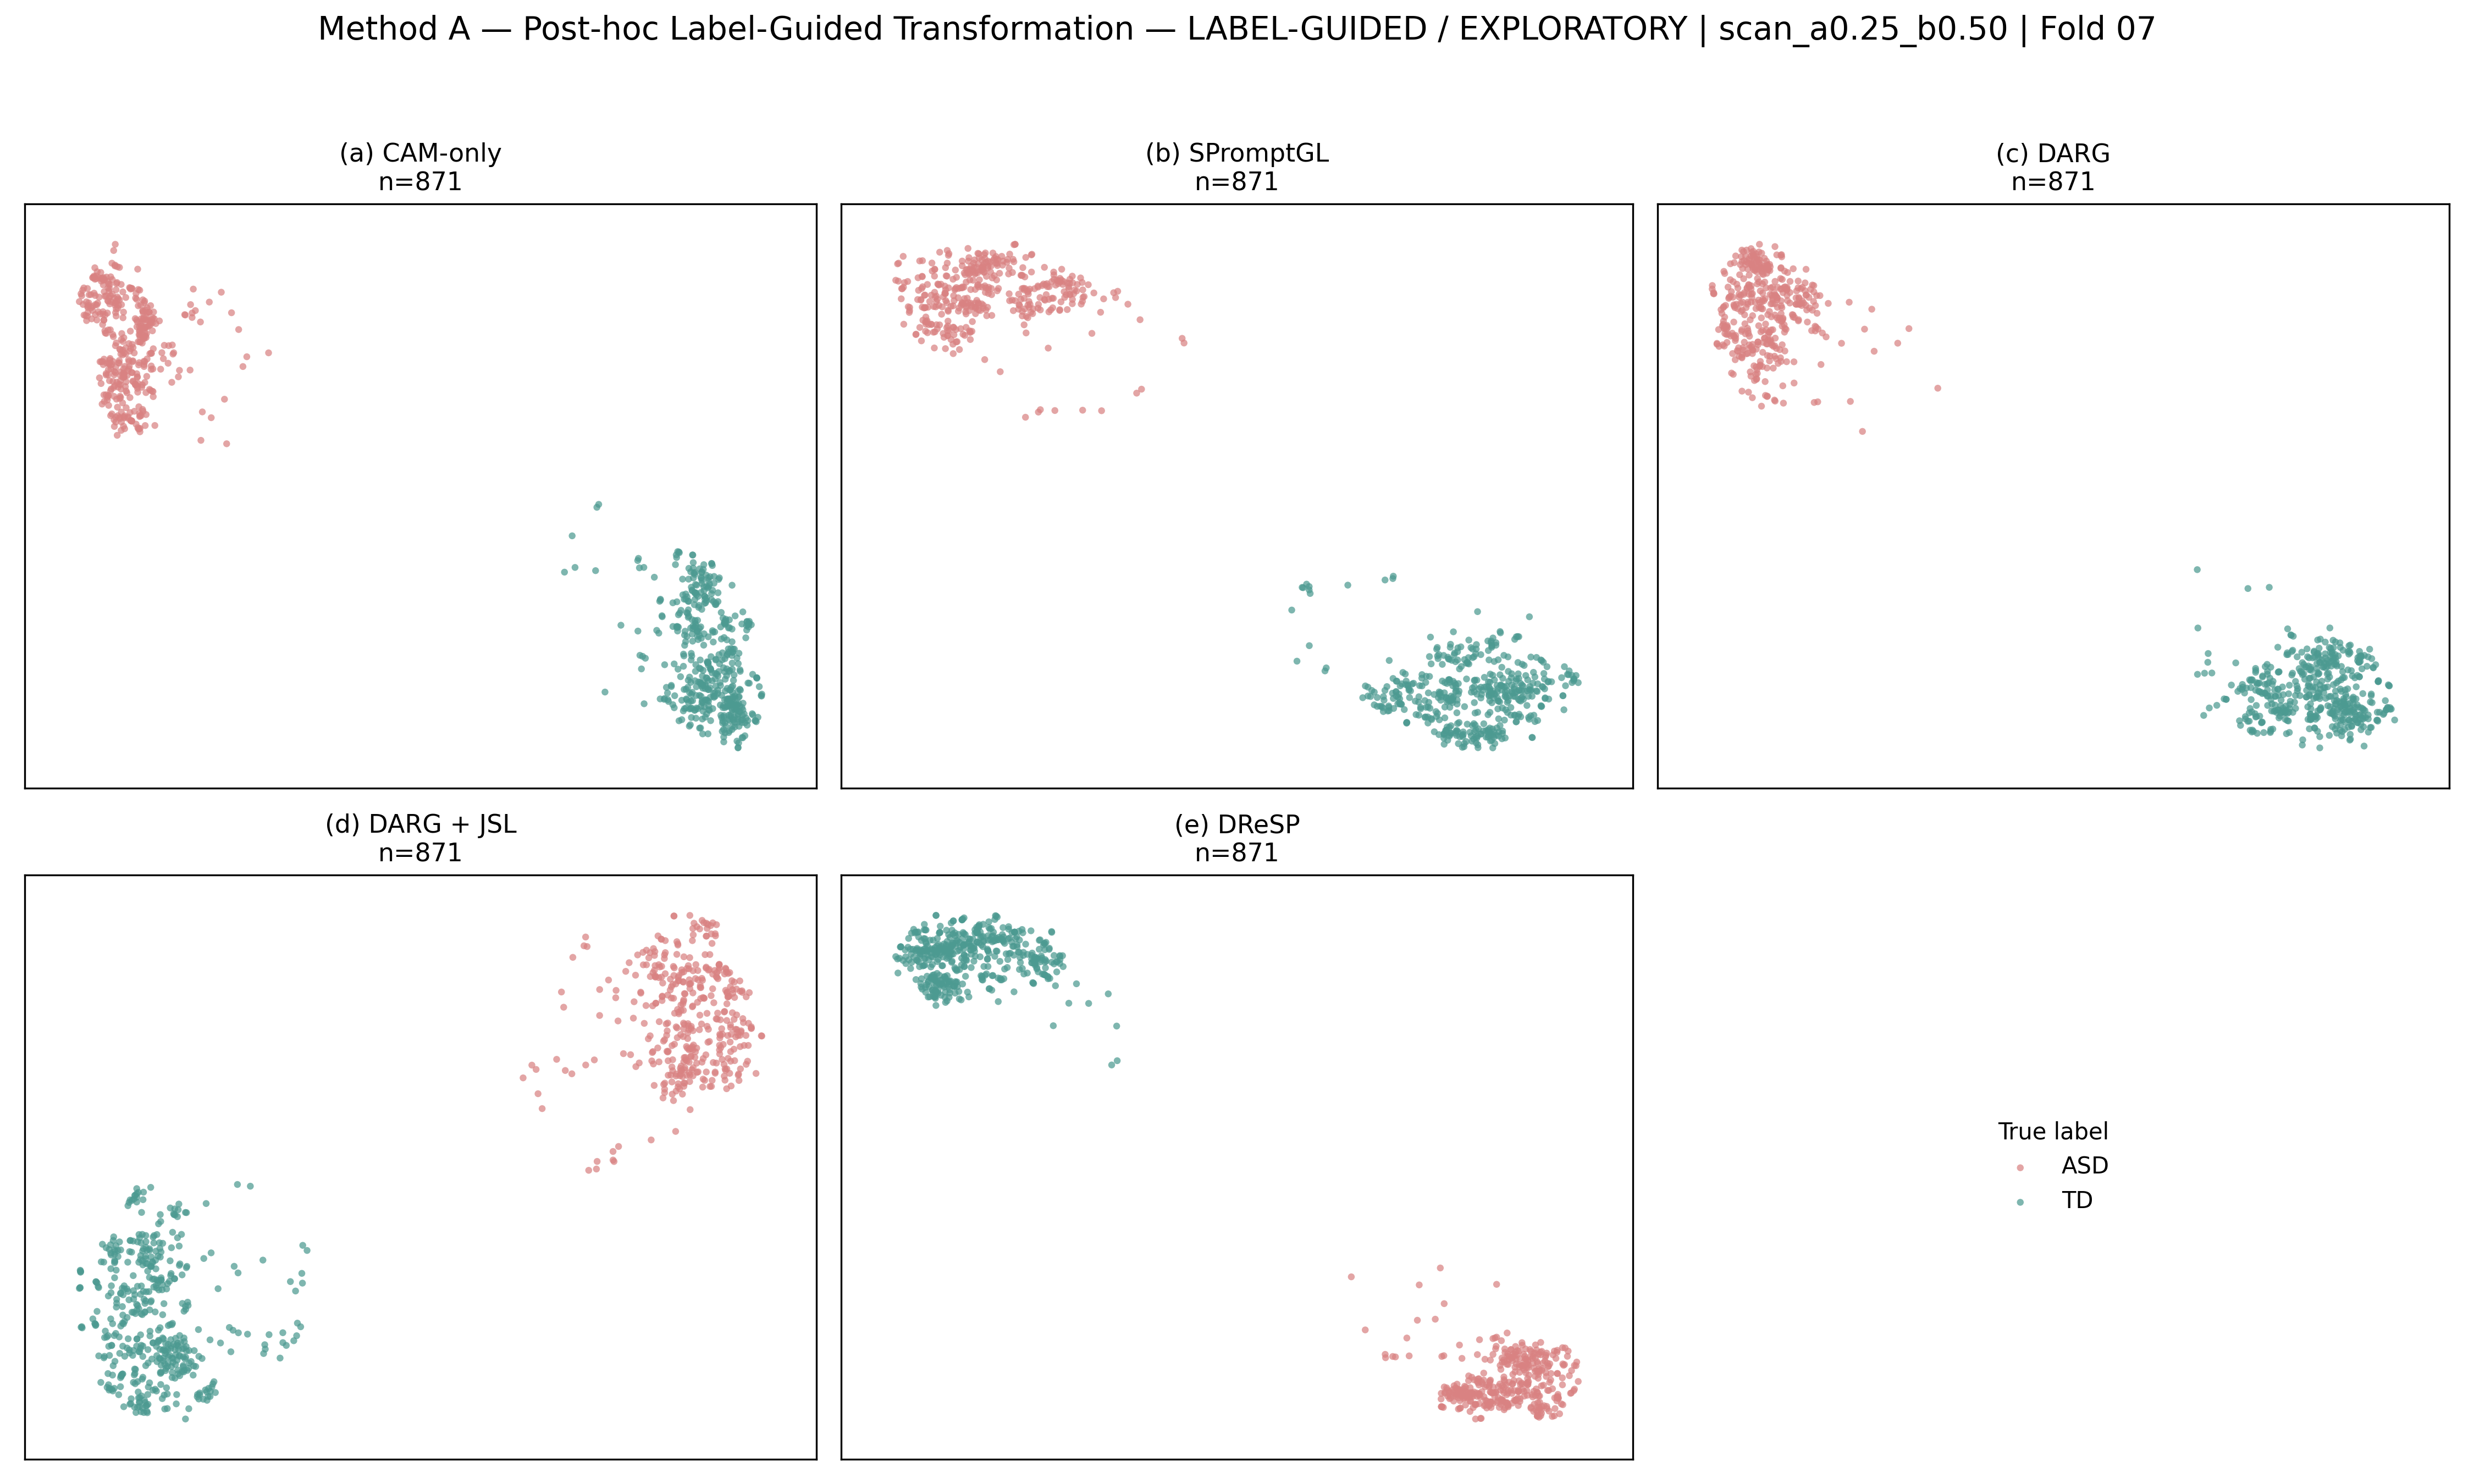 Method A — Post-hoc Label-Guided Transformation — LABEL-GUIDED / EXPLORATORY | scan_a0.25_b0.50 | Fold 07
(a) CAM-only
n=871
(b) SPromptGL
n=871
(c) DARG
n=871
(d) DARG + JSL
n=871
(e) DReSP
n=871
True label
ASD
TD